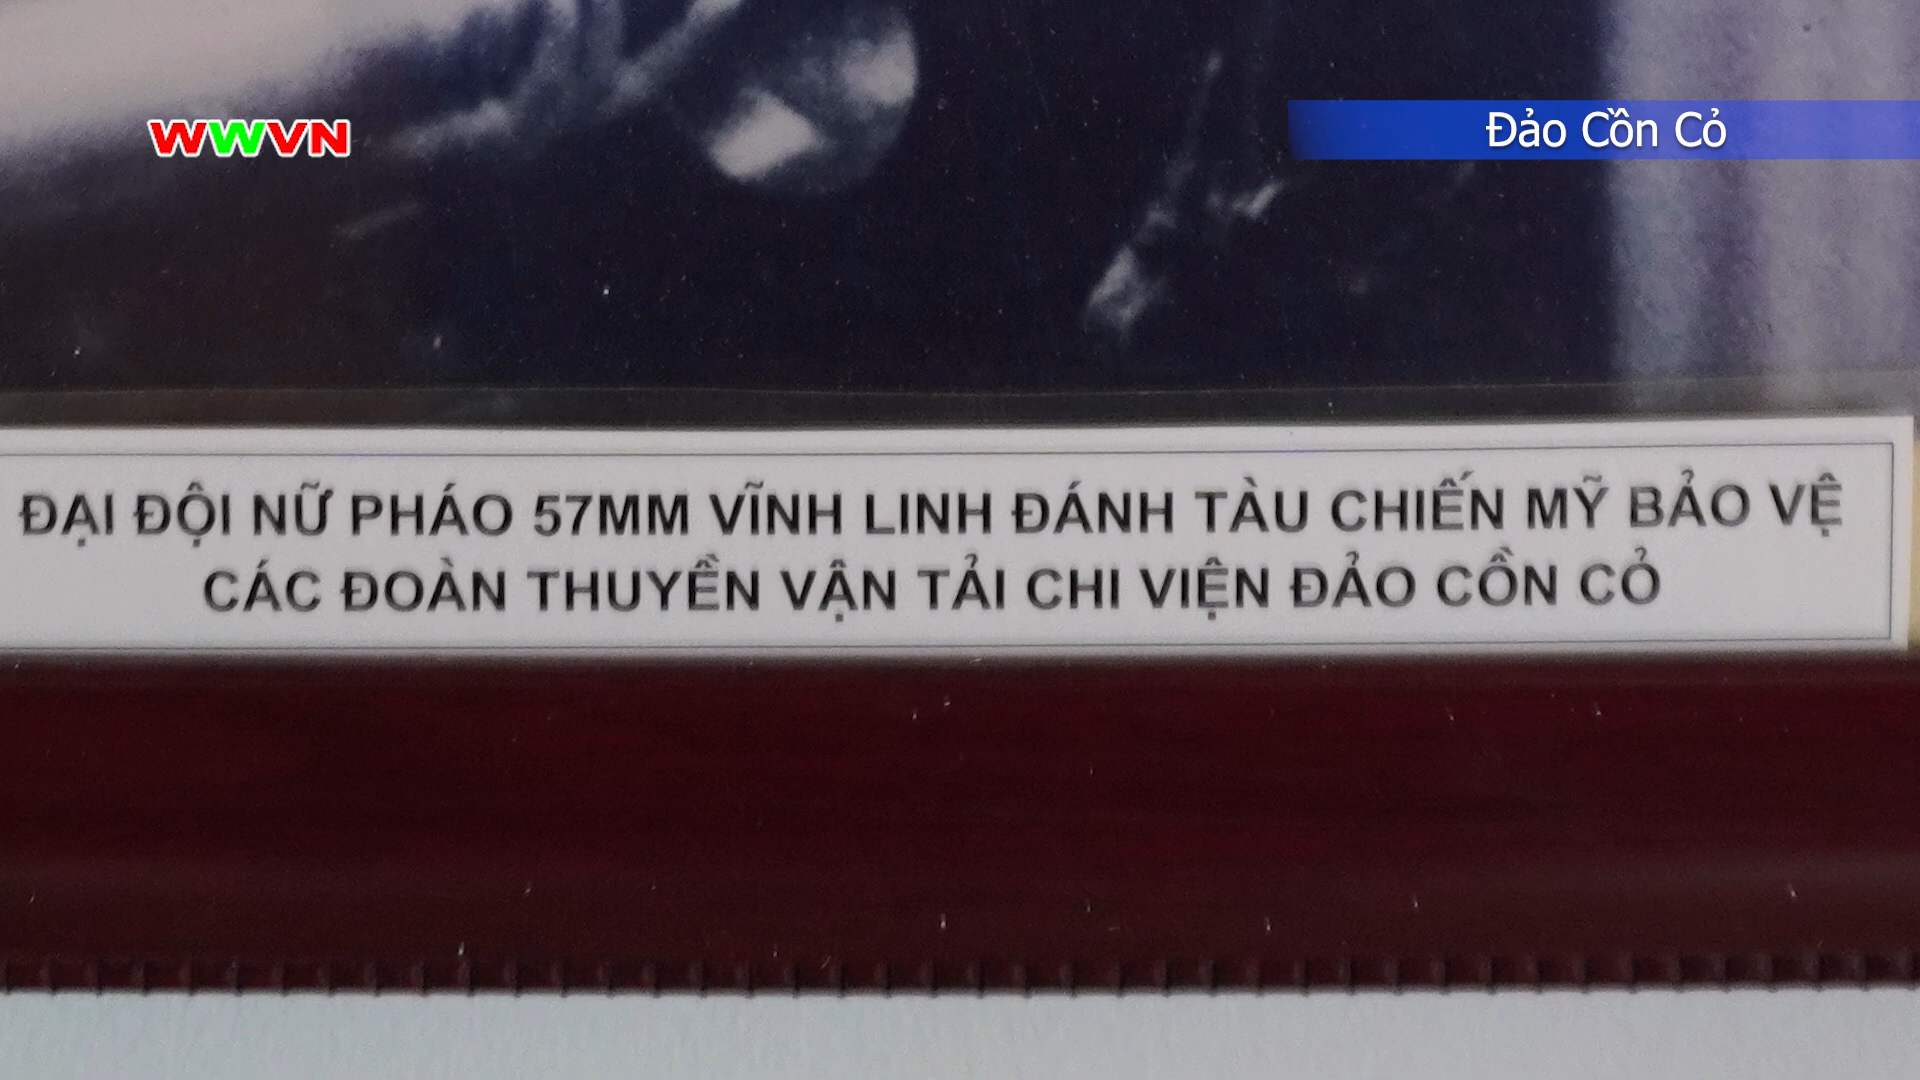 WWVN
Đảo Cồn Cỏ
ĐẠI ĐỘI NỮ PHÁO 57MM VĨNH LINH ĐÁNH TÀU CHIẾN MỸ BẢO VỆ
CÁC ĐOÀN THUYỀN VẬN TẢI CHI VIỆN ĐẢO CỒN CỎ